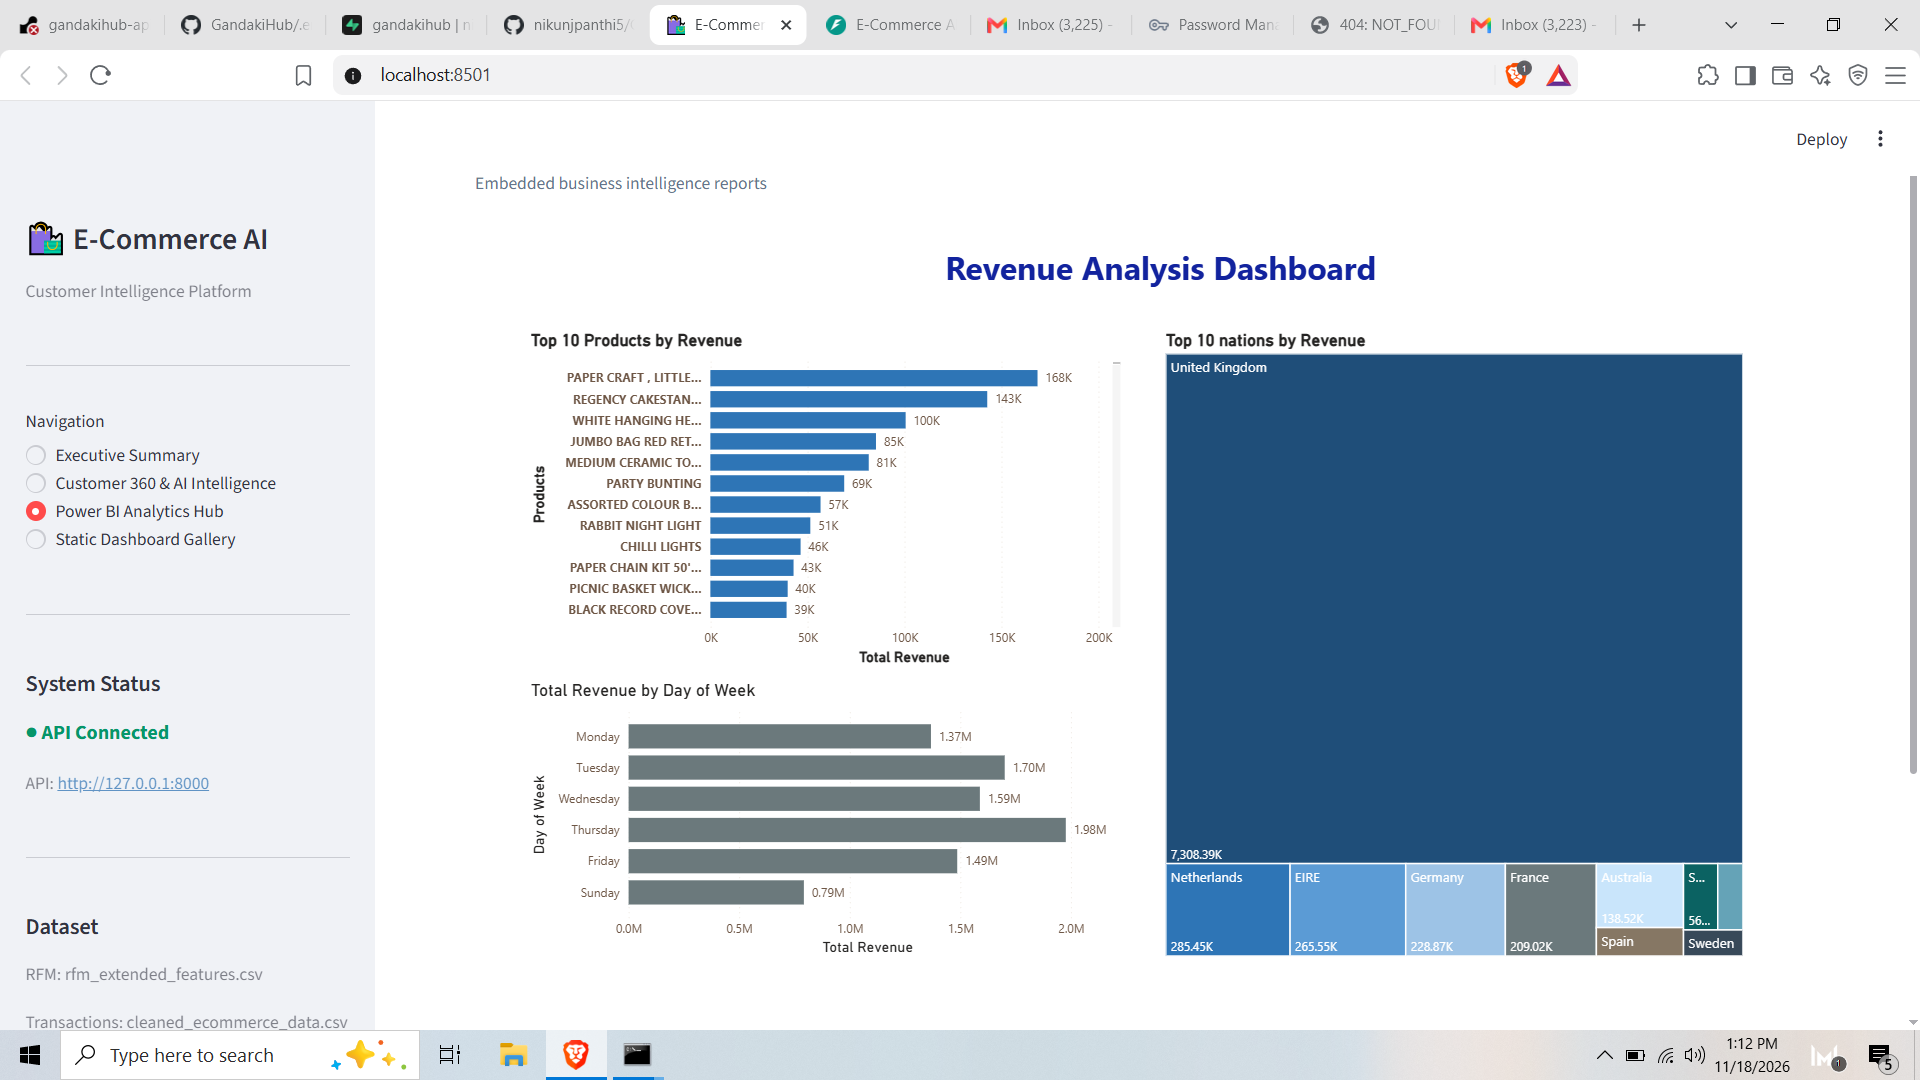 gandakihub-ap
GandakiHub/.e
gandakihub | n
nikunjpanthi5/
E-Commer
E-Commerce A
Inbox (3,225) -
Password Mana
404: NOT_FOU
Inbox (3,223) -
localhost:8501
1
Deploy
E-Commerce AI
Customer Intelligence Platform
Navigation
Executive Summary
Customer 360 & AI Intelligence
Power BI Analytics Hub
Static Dashboard Gallery
System Status
API Connected
API: http://127.0.0.1:8000
Dataset
RFM: rfm_extended_features.csv
Transactions: cleaned_ecommerce_data.csv
Embedded business intelligence reports
Revenue Analysis Dashboard
Top 10 Products by Revenue
Products
PAPER CRAFT , LITTLE... 168K
REGENCY CAKESTAN... 143K
WHITE HANGING HE... 100K
JUMBO BAG RED RET... 85K
MEDIUM CERAMIC TO... 81K
PARTY BUNTING 69K
ASSORTED COLOUR B... 57K
RABBIT NIGHT LIGHT 51K
CHILLI LIGHTS 46K
PAPER CHAIN KIT 50'... 43K
PICNIC BASKET WICK... 40K
BLACK RECORD COVE... 39K
0K 50K 100K 150K 200K
Total Revenue
Total Revenue by Day of Week
Day of Week
Monday 1.37M
Tuesday 1.70M
Wednesday 1.59M
Thursday 1.98M
Friday 1.49M
Sunday 0.79M
0.0M 0.5M 1.0M 1.5M 2.0M
Total Revenue
Top 10 nations by Revenue
United Kingdom
7,308.39K
Netherlands
285.45K
EIRE
265.55K
Germany
228.87K
France
209.02K
Australia
138.52K
Spain
S...
56...
Sweden
Type here to search
1:12 PM
11/18/2026
1
5